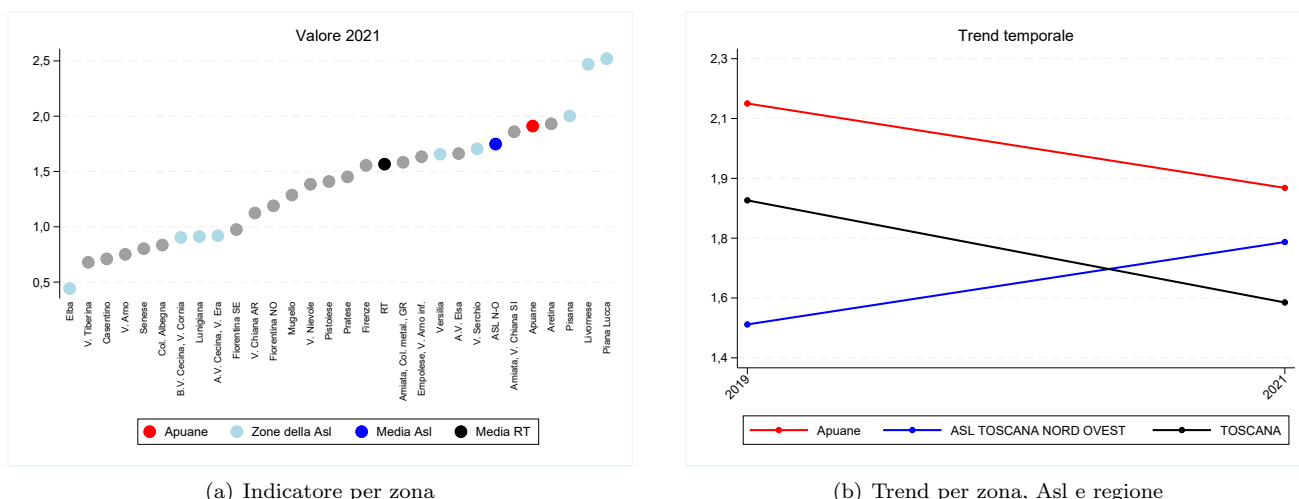 Valore 2021
2,5
2,0
1,5
1,0
0,5
Elba
V. Tiberina
Casentino
V. Arno
Senese
Col. Albegna
B.V. Cecina, V. Cornia
Lunigiana
A.V. Cecina, V. Era
Fiorentina SE
V. Chiana AR
Fiorentina NO
Mugello
V. Nievole
Pistoiese
Pratese
Firenze
RT
Amiata, Col. metal., GR
Empolese, V. Arno inf.
Versilia
A.V. Elsa
V. Serchio
ASL N-O
Amiata, V. Chiana SI
Apuane
Aretina
Pisana
Livornese
Piana Lucca
Apuane Zone della Asl Media Asl Media RT
(a) Indicatore per zona
Trend temporale
2,3
2,1
1,9
1,8
1,6
1,4
2019
2021
Apuane ASL TOSCANA NORD OVEST TOSCANA
(b) Trend per zona, Asl e regione